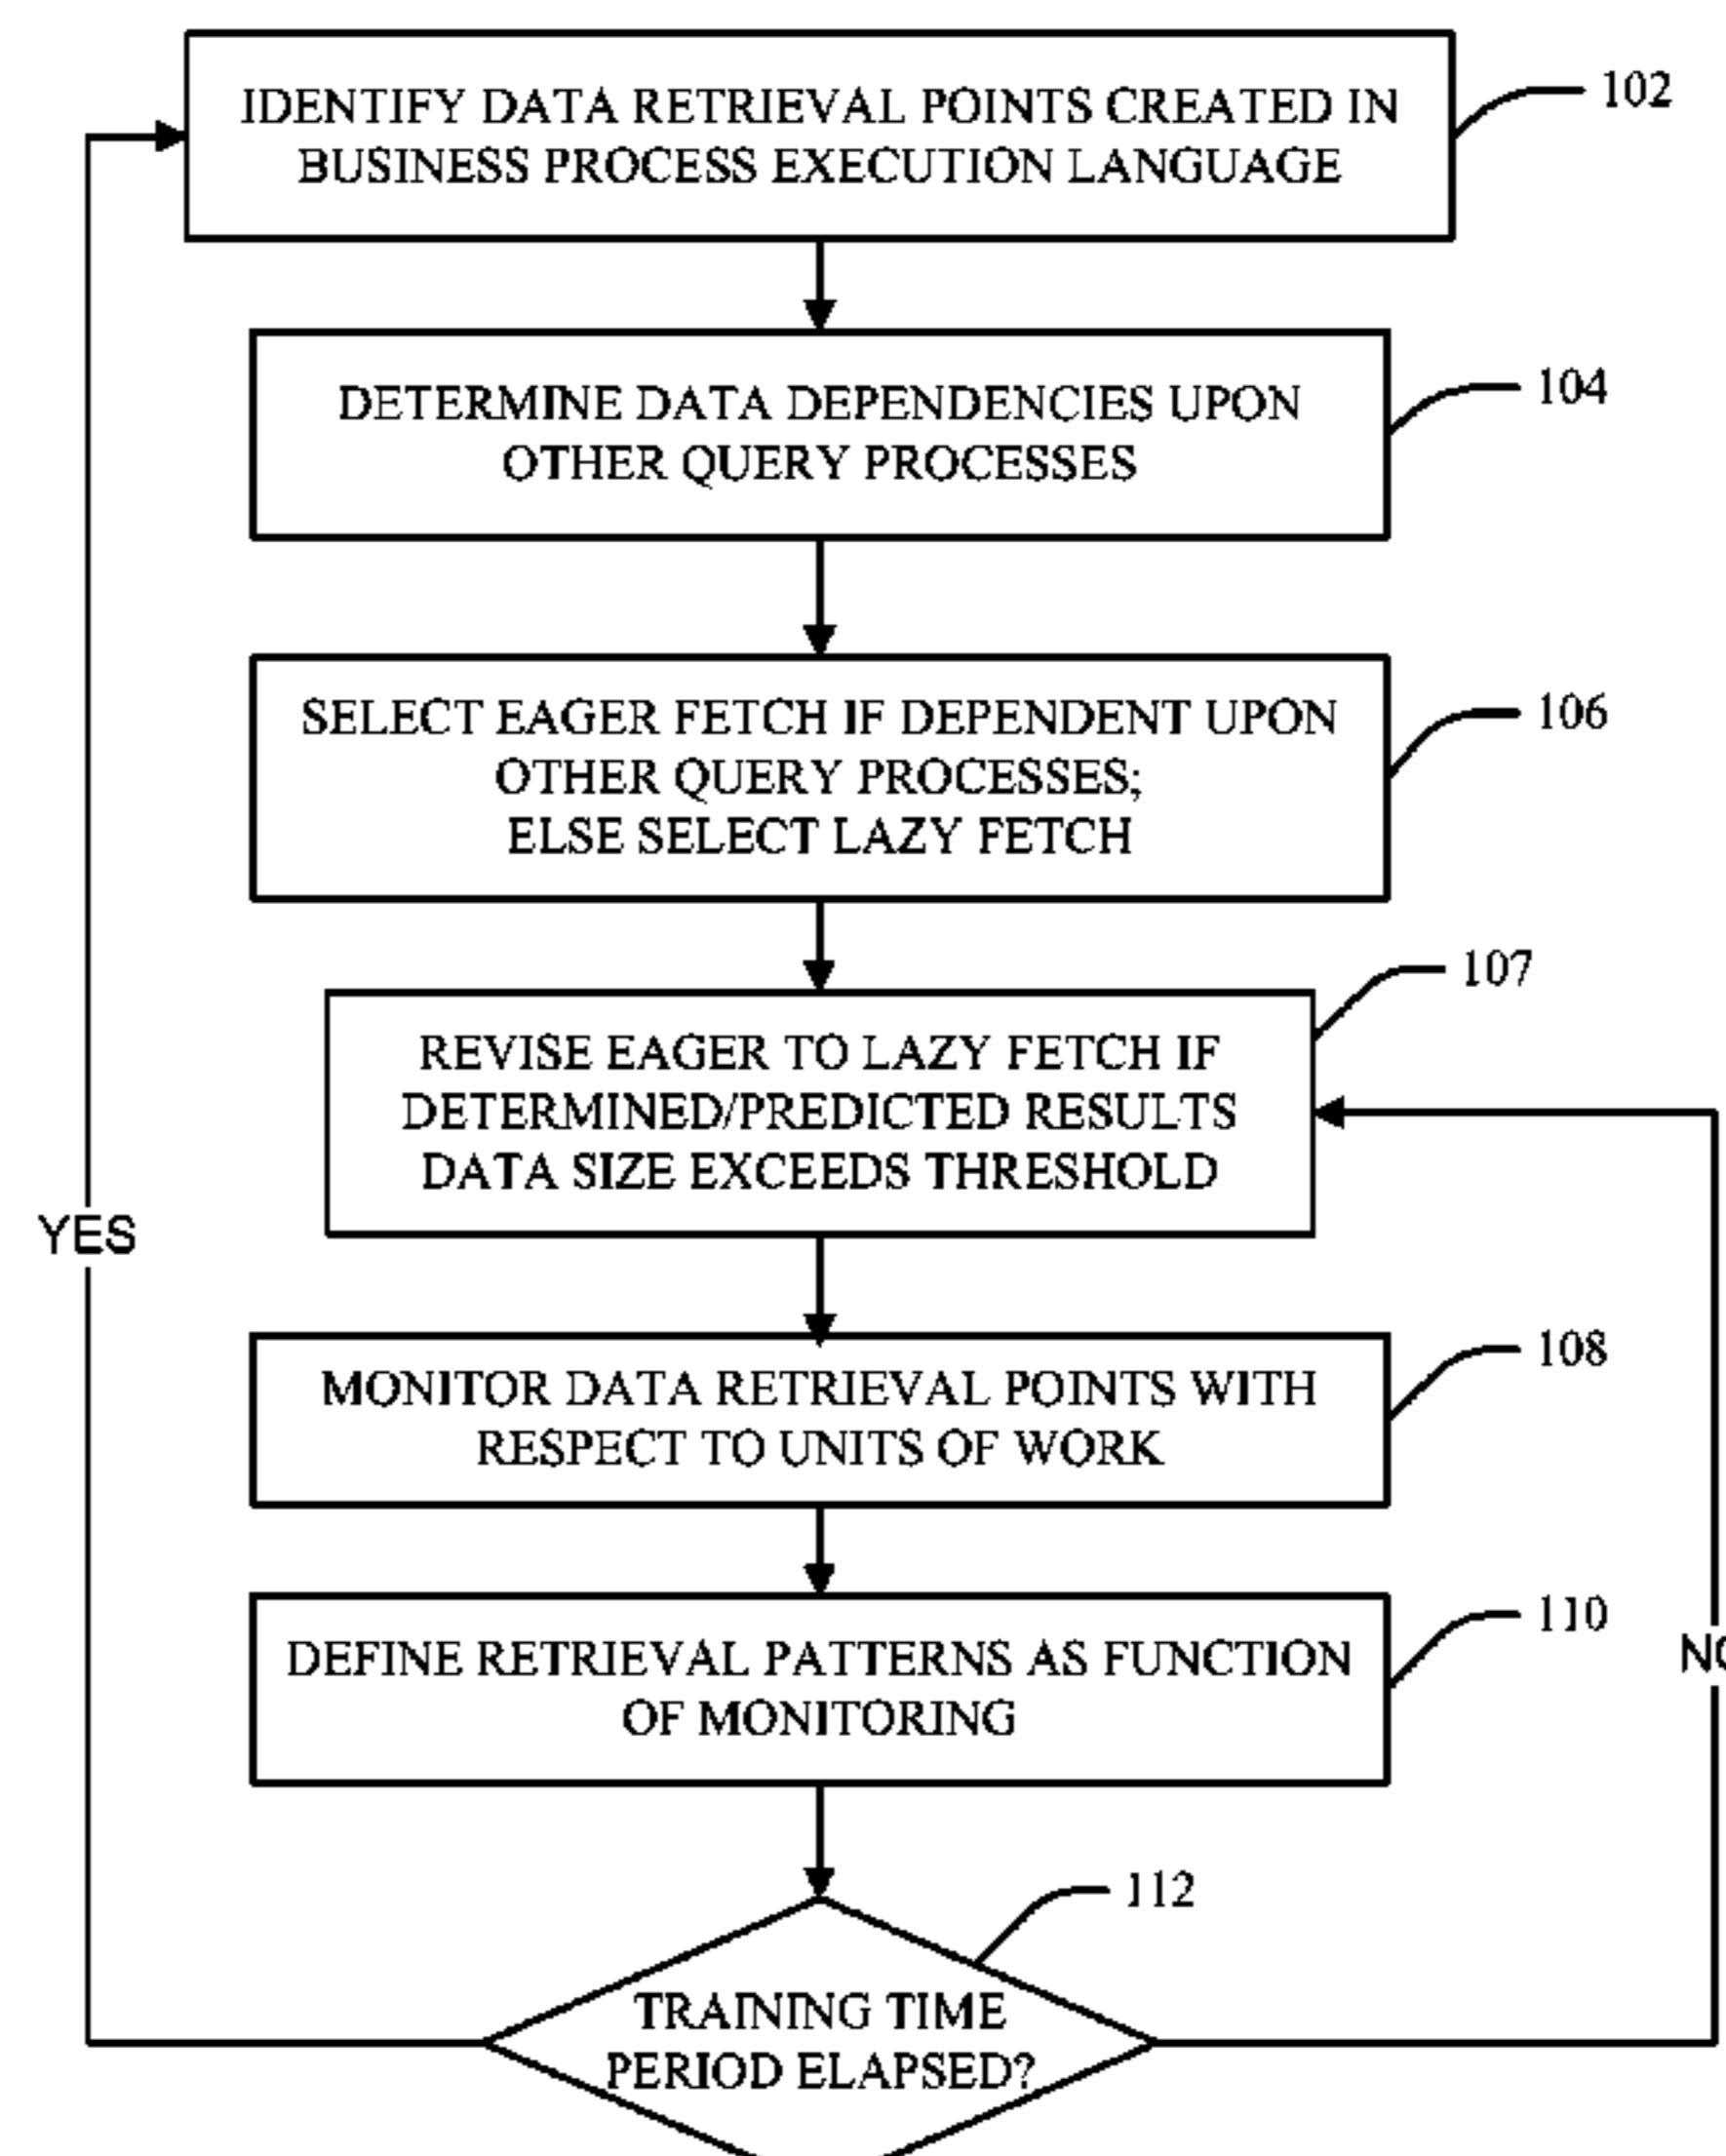 IDENTIFY DATA RETRIEVAL POINTS CREATED IN
BUSINESS PROCESS EXECUTION LANGUAGE
102
DETERMINE DATA DEPENDENCIES UPON
OTHER QUERY PROCESSES
104
SELECT EAGER FETCH IF DEPENDENT UPON
OTHER QUERY PROCESSES;
ELSE SELECT LAZY FETCH
106
107
REVISE EAGER TO LAZY FETCH IF
DETERMINED/PREDICTED RESULTS
DATA SIZE EXCEEDS THRESHOLD
YES
MONITOR DATA RETRIEVAL POINTS WITH
RESPECT TO UNITS OF WORK
108
DEFINE RETRIEVAL PATTERNS AS FUNCTION
OF MONITORING
110
NO
112
TRAINING TIME
PERIOD ELAPSED?